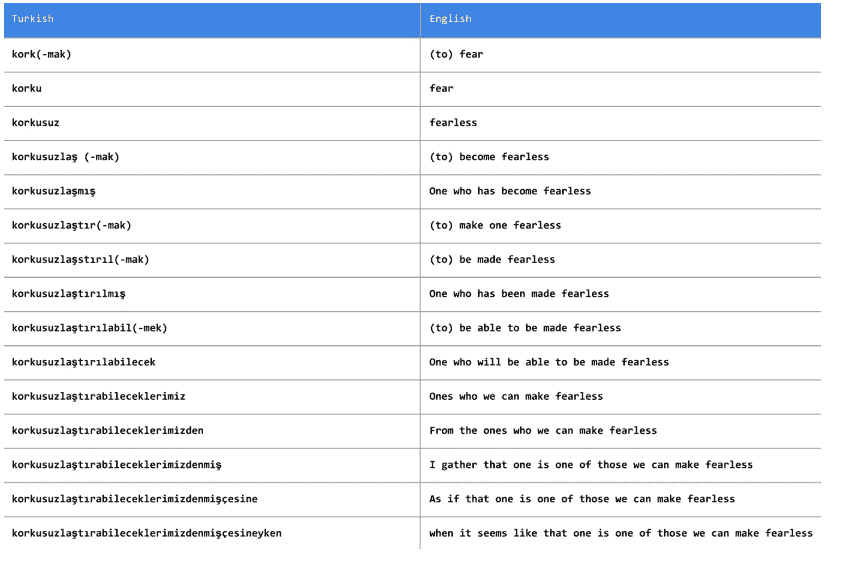 Turkish English
kork(-mak) (to) fear
korku fear
korkusuz fearless
korkusuzlaş (-mak) (to) become fearless
korkusuzlaşmış One who has become fearless
korkusuzlaştır(-mak) (to) make one fearless
korkusuzlaşstırıl(-mak) (to) be made fearless
korkusuzlaştırılmış One who has been made fearless
korkusuzlaştırılabil(-mek) (to) be able to be made fearless
korkusuzlaştırılabilecek One who will be able to be made fearless
korkusuzlaştırabileceklerimiz Ones who we can make fearless
korkusuzlaştırabileceklerimizden From the ones who we can make fearless
korkusuzlaştırabileceklerimizdenmiş I gather that one is one of those we can make fearless
korkusuzlaştırabileceklerimizdenmişçesine As if that one is one of those we can make fearless
korkusuzlaştırabileceklerimizdenmişçesineyken when it seems like that one is one of those we can make fearless